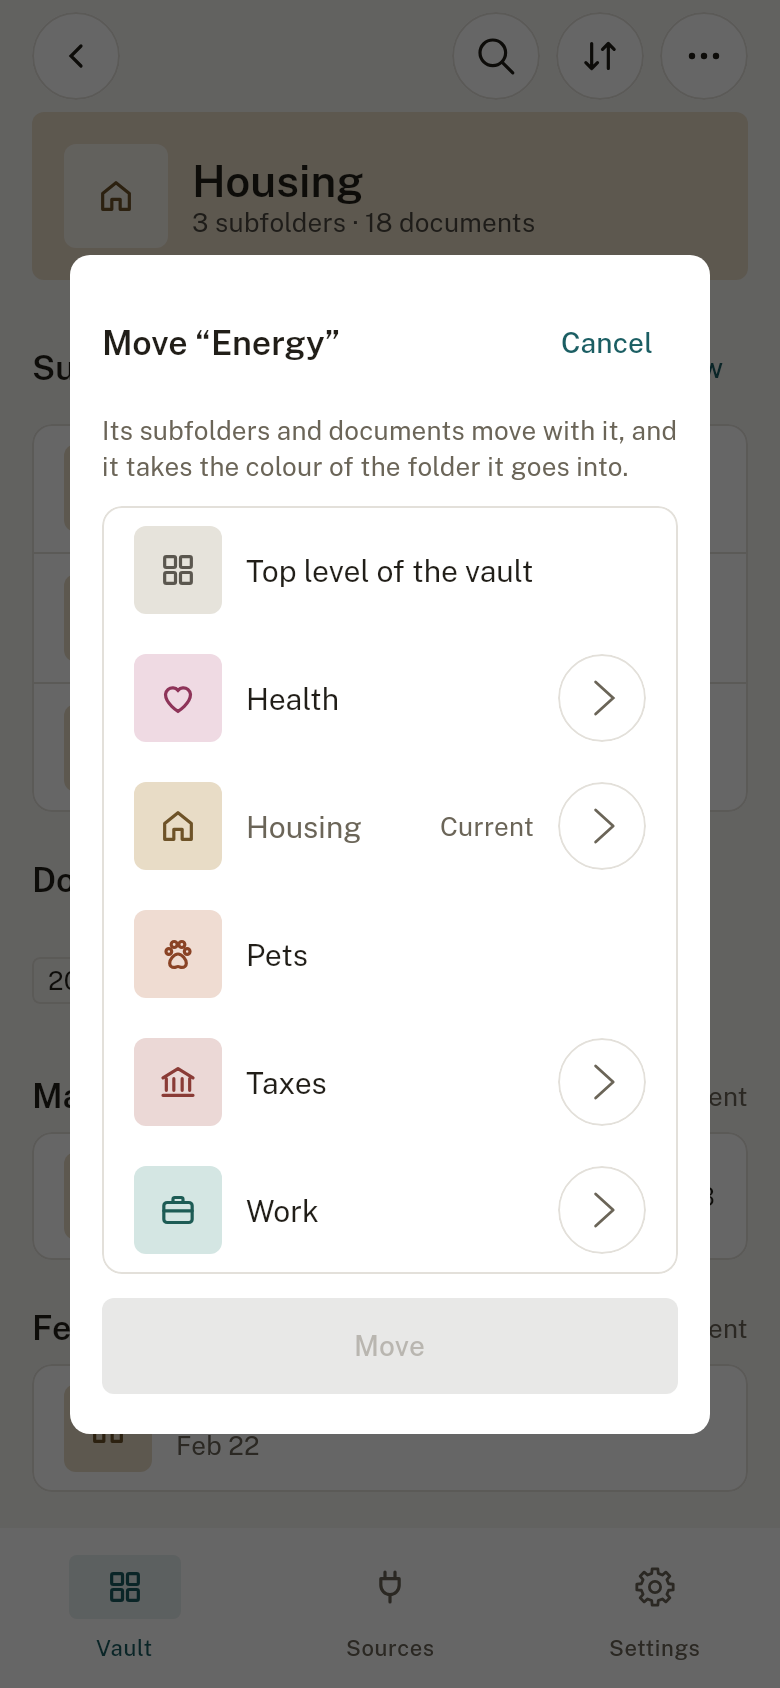 Housing
3 subfolders · 18 documents
Move “Energy”
Cancel
Its subfolders and documents move with it, and
it takes the colour of the folder it goes into.
Top level of the vault
Health
Housing
Current
Pets
Taxes
Work
Move
Feb 22
Vault
Sources
Settings